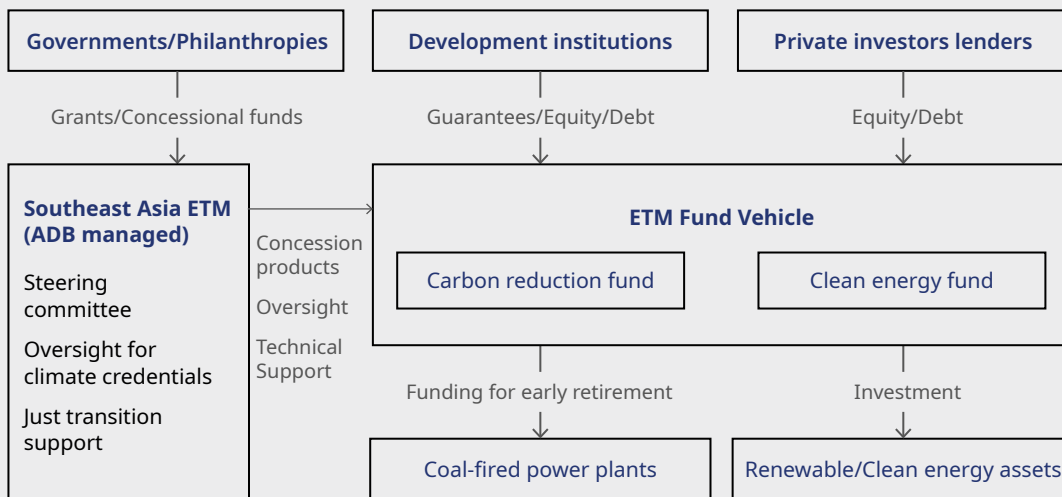 Governments/Philanthropies
Development institutions
Private investors lenders
Grants/Concessional funds
Guarantees/Equity/Debt
Equity/Debt
Southeast Asia ETM
(ADB managed)
Steering
committee
Oversight for
climate credentials
Just transition
support
Concession
products
Oversight
Technical
Support
ETM Fund Vehicle
Carbon reduction fund
Clean energy fund
Funding for early retirement
Investment
Coal-fired power plants
Renewable/Clean energy assets